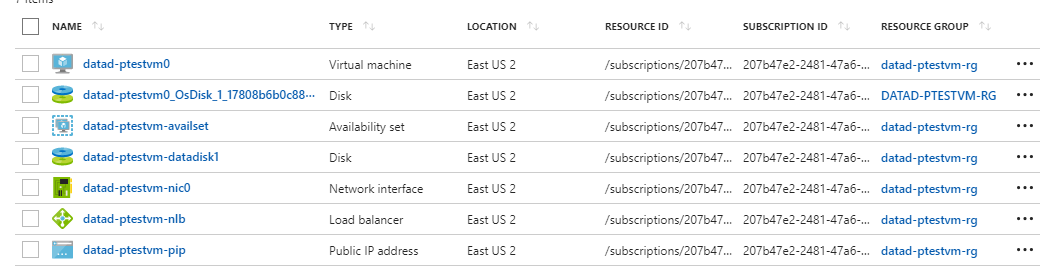 7 items
NAME TYPE LOCATION RESOURCE ID SUBSCRIPTION ID RESOURCE GROUP
datad-ptestvm0 Virtual machine East US 2 /subscriptions/207b47... 207b47e2-2481-47a6-... datad-ptestvm-rg ...
datad-ptestvm0_OsDisk_1_17808b6b0c88... Disk East US 2 /subscriptions/207b47... 207b47e2-2481-47a6-... DATAD-PTESTVM-RG ...
datad-ptestvm-availset Availability set East US 2 /subscriptions/207b47... 207b47e2-2481-47a6-... datad-ptestvm-rg ...
datad-ptestvm-datadisk1 Disk East US 2 /subscriptions/207b47... 207b47e2-2481-47a6-... datad-ptestvm-rg ...
datad-ptestvm-nic0 Network interface East US 2 /subscriptions/207b47... 207b47e2-2481-47a6-... datad-ptestvm-rg ...
datad-ptestvm-nlb Load balancer East US 2 /subscriptions/207b47... 207b47e2-2481-47a6-... datad-ptestvm-rg ...
datad-ptestvm-pip Public IP address East US 2 /subscriptions/207b47... 207b47e2-2481-47a6-... datad-ptestvm-rg ...